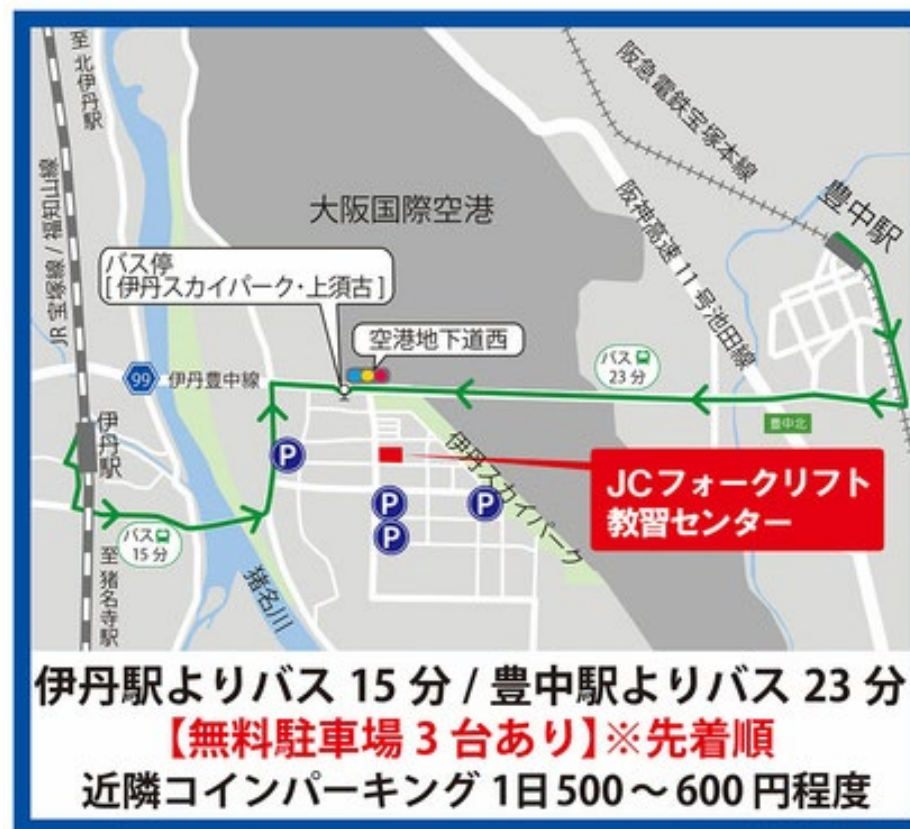 至 北伊丹駅
JR 宝塚線 / 福知山線
阪急電鉄宝塚本線
豊中駅
大阪国際空港
阪神高速 11 号池田線
バス停
[ 伊丹スカイパーク・上須古 ]
空港地下道西
バス
23 分
99
伊丹豊中線
豊中北
伊丹駅
P
伊丹スカイパーク
JCフォークリフト
教習センター
P
P
P
バス
15 分
至 猪名寺駅
猪名川
伊丹駅よりバス 15 分 / 豊中駅よりバス 23 分
【無料駐車場 3 台あり】※先着順
近隣コインパーキング 1日500～600円程度